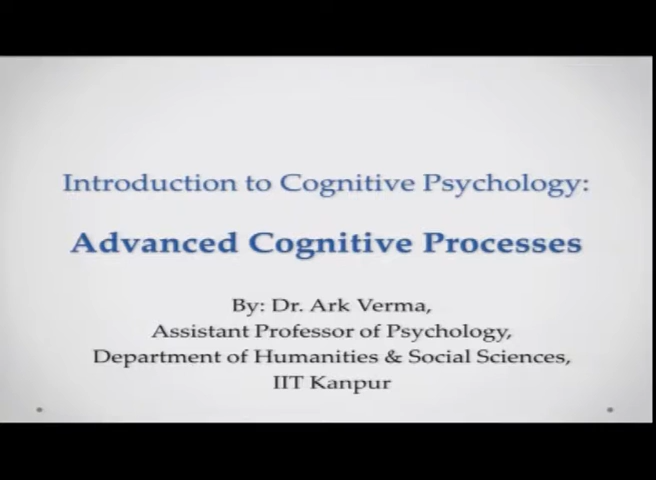 Introduction to Cognitive Psychology:
Advanced Cognitive Processes
By: Dr. Ark Verma,
Assistant Professor of Psychology,
Department of Humanities & Social Sciences,
IIT Kanpur